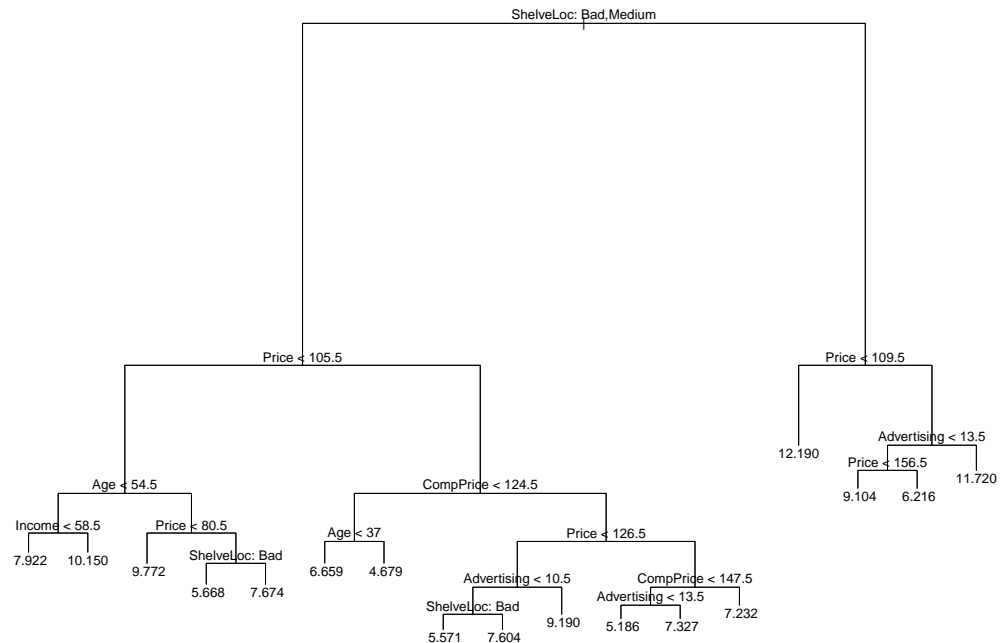 ShelveLoc: Bad,Medium
Price < 105.5
Price < 109.5
Advertising < 13.5
12.190
Price < 156.5
11.720
9.104
6.216
Age < 54.5
CompPrice < 124.5
Income < 58.5
Price < 80.5
Age < 37
Price < 126.5
7.922
10.150
ShelveLoc: Bad
9.772
6.659
4.679
5.668
7.674
Advertising < 10.5
CompPrice < 147.5
Advertising < 13.5
ShelveLoc: Bad
9.190
7.232
5.186
7.327
5.571
7.604